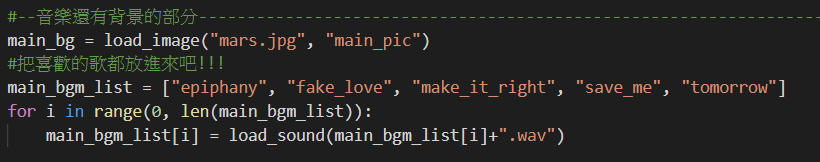 #--音樂還有背景的部分--------------------------------------------------------------------
main_bg = load_image("mars.jpg", "main_pic")
#把喜歡的歌都放進來吧!!!
main_bgm_list = ["epiphany", "fake_love", "make_it_right", "save_me", "tomorrow"]
for i in range(0, len(main_bgm_list)):
    main_bgm_list[i] = load_sound(main_bgm_list[i]+".wav")